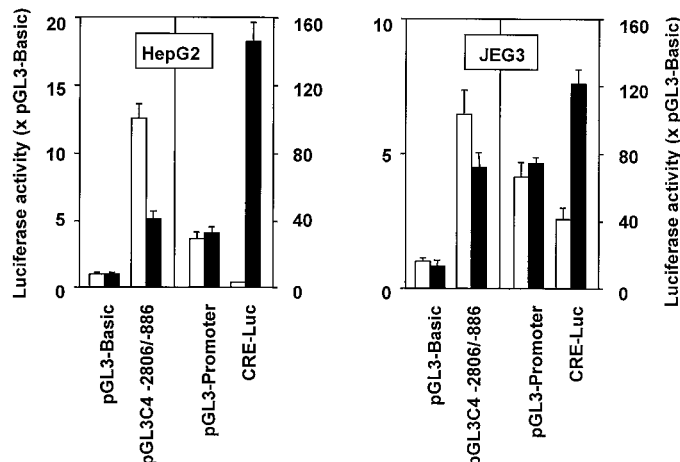 Luciferase activity (x pGL3-Basic)
20
15
10
5
0
HepG2
160
120
80
40
0
pGL3-Basic
pGL3C4 -2806/-886
pGL3-Promoter
CRE-Luc
10
5
0
JEG3
160
120
80
40
0
Luciferase activity (x pGL3-Basic)
pGL3-Basic
pGL3C4 -2806/-886
pGL3-Promoter
CRE-Luc